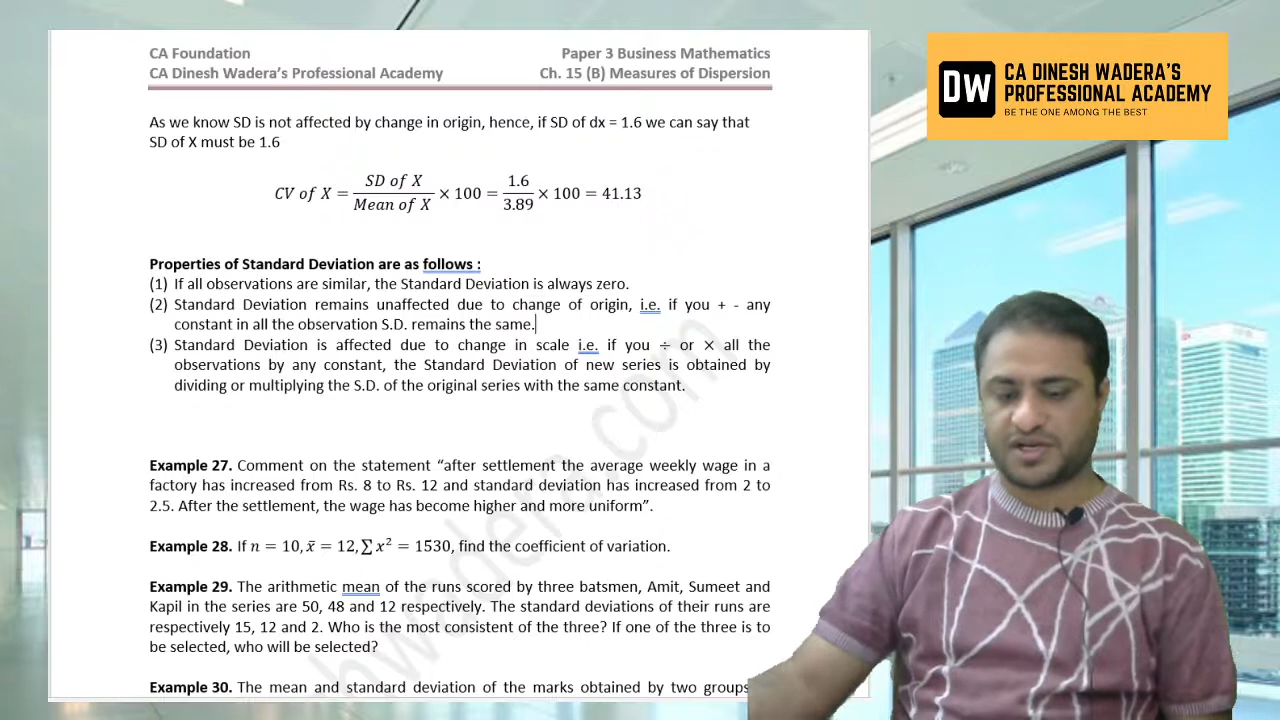 CA Foundation Paper 3 Business Mathematics
CA Dinesh Wadera's Professional Academy Ch. 15 (B) Measures of Dispersion
DW CA DINESH WADERA'S
PROFESSIONAL ACADEMY
BE THE ONE AMONG THE BEST
As we know SD is not affected by change in origin, hence, if SD of dx = 1.6 we can say that
SD of X must be 1.6
CV of X = SD of X / Mean of X × 100 = 1.6 / 3.89 × 100 = 41.13
Properties of Standard Deviation are as follows :
(1) If all observations are similar, the Standard Deviation is always zero.
(2) Standard Deviation remains unaffected due to change of origin, i.e. if you + - any
constant in all the observation S.D. remains the same.
(3) Standard Deviation is affected due to change in scale i.e. if you ÷ or × all the
observations by any constant, the Standard Deviation of new series is obtained by
dividing or multiplying the S.D. of the original series with the same constant.
Example 27. Comment on the statement “after settlement the average weekly wage in a
factory has increased from Rs. 8 to Rs. 12 and standard deviation has increased from 2 to
2.5. After the settlement, the wage has become higher and more uniform”.
Example 28. If n = 10, x̄ = 12, ∑ x² = 1530, find the coefficient of variation.
Example 29. The arithmetic mean of the runs scored by three batsmen, Amit, Sumeet and
Kapil in the series are 50, 48 and 12 respectively. The standard deviations of their runs are
respectively 15, 12 and 2. Who is the most consistent of the three? If one of the three is to
be selected, who will be selected?
Example 30. The mean and standard deviation of the marks obtained by two groups